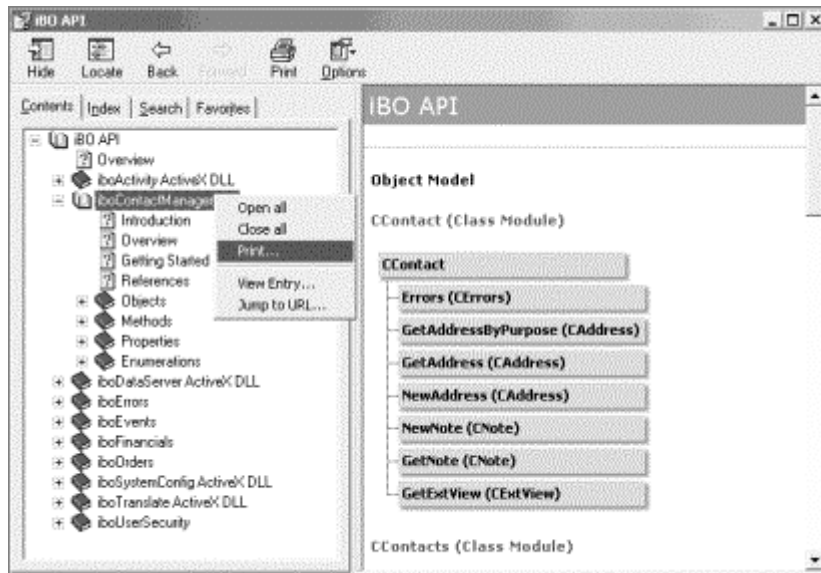 iBO API
Hide Locate Back Forward Print Options
Contents Index Search Favorites
iBO API
Overview
iboActivity ActiveX DLL
iboContactManager
Introduction
Overview
Getting Started
References
Objects
Methods
Properties
Enumerations
iboDataServer ActiveX DLL
iboErrors
iboEvents
iboFinancials
iboOrders
iboSystemConfig ActiveX DLL
iboTranslate ActiveX DLL
iboUserSecurity
Open all
Close all
Print...
View Entry...
Jump to URL...
iBO API
Object Model
CContact (Class Module)
CContact
Errors (CErrors)
GetAddressByPurpose (CAddress)
GetAddress (CAddress)
NewAddress (CAddress)
NewNote (CNote)
GetNote (CNote)
GetExtView (CExtView)
CContacts (Class Module)